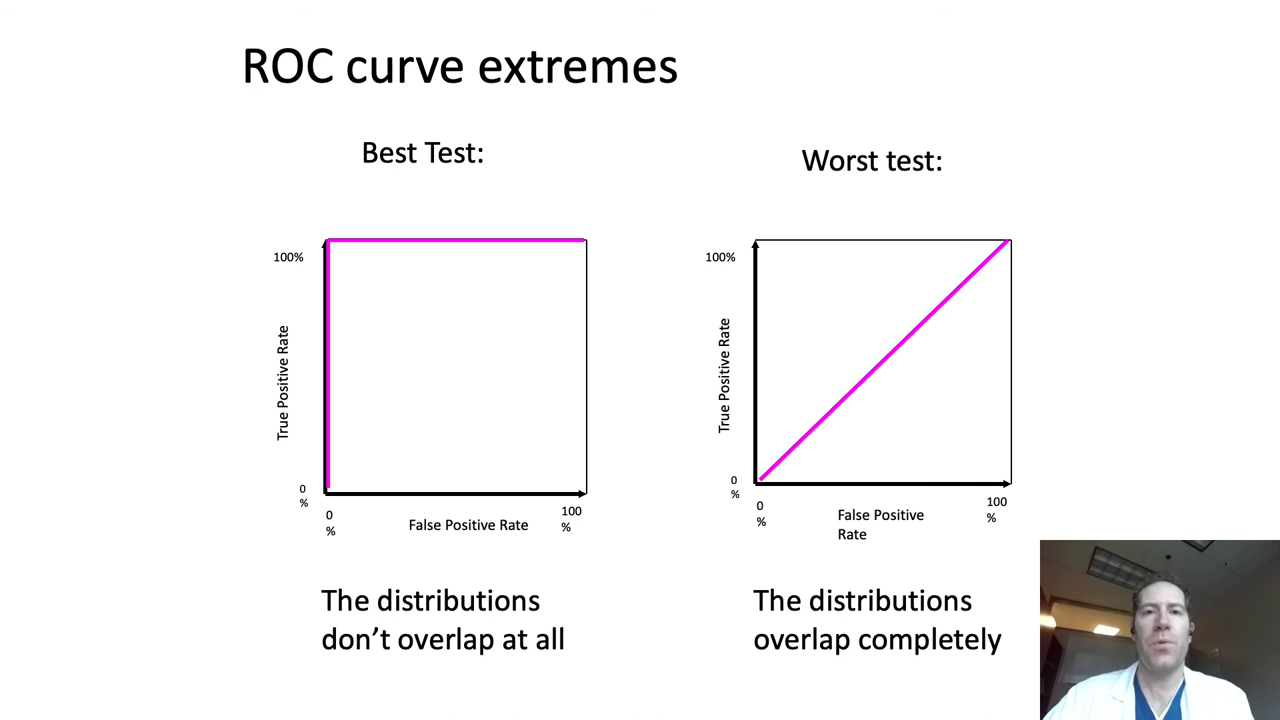 ROC curve extremes
Best Test:
Worst test:
100%
True Positive Rate
0
%
0
%
False Positive Rate
100
%
100%
True Positive Rate
0
%
0
%
False Positive
Rate
100
%
The distributions
don’t overlap at all
The distributions
overlap completely